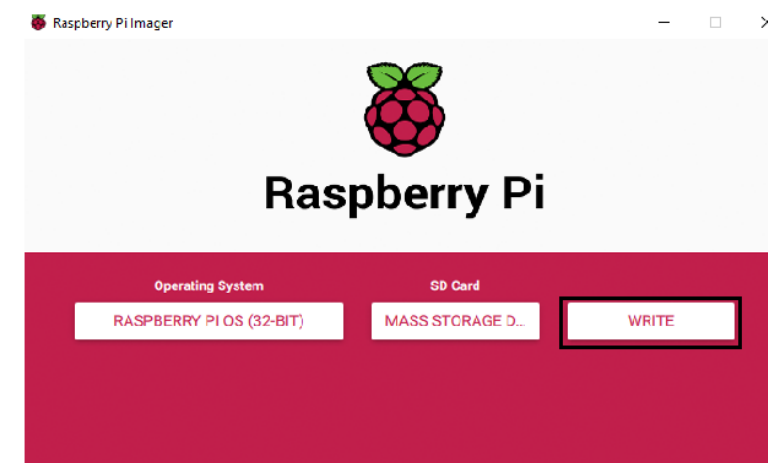 Raspberry Pi Imager
Raspberry Pi
Operating System
SD Card
RASPBERRY PI OS (32-BIT)
MASS STORAGE D...
WRITE